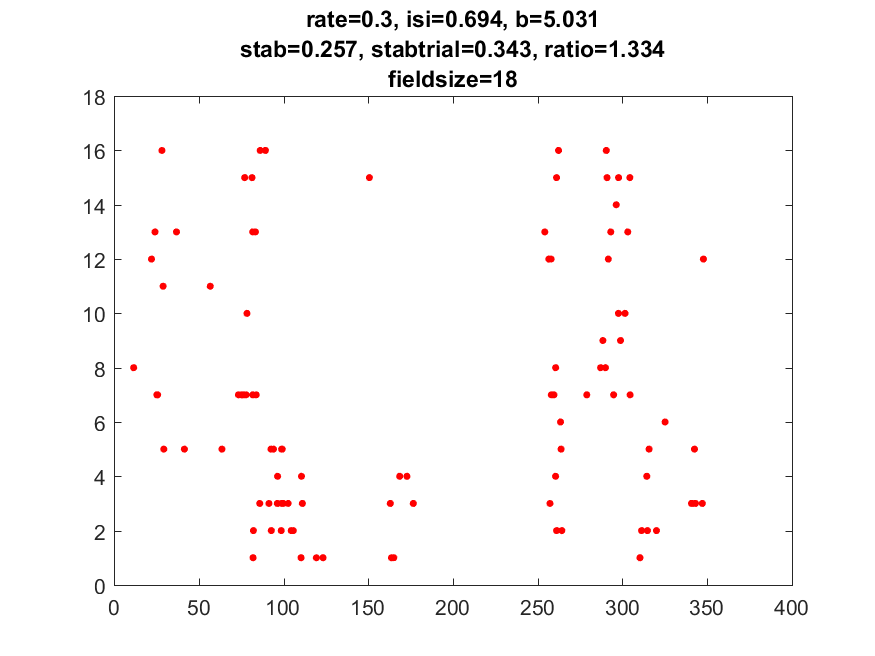 rate=0.3, isi=0.694, b=5.031
stab=0.257, stabtrial=0.343, ratio=1.334
fieldsize=18
18
16
14
12
10
8
6
4
2
0
0 50 100 150 200 250 300 350 400